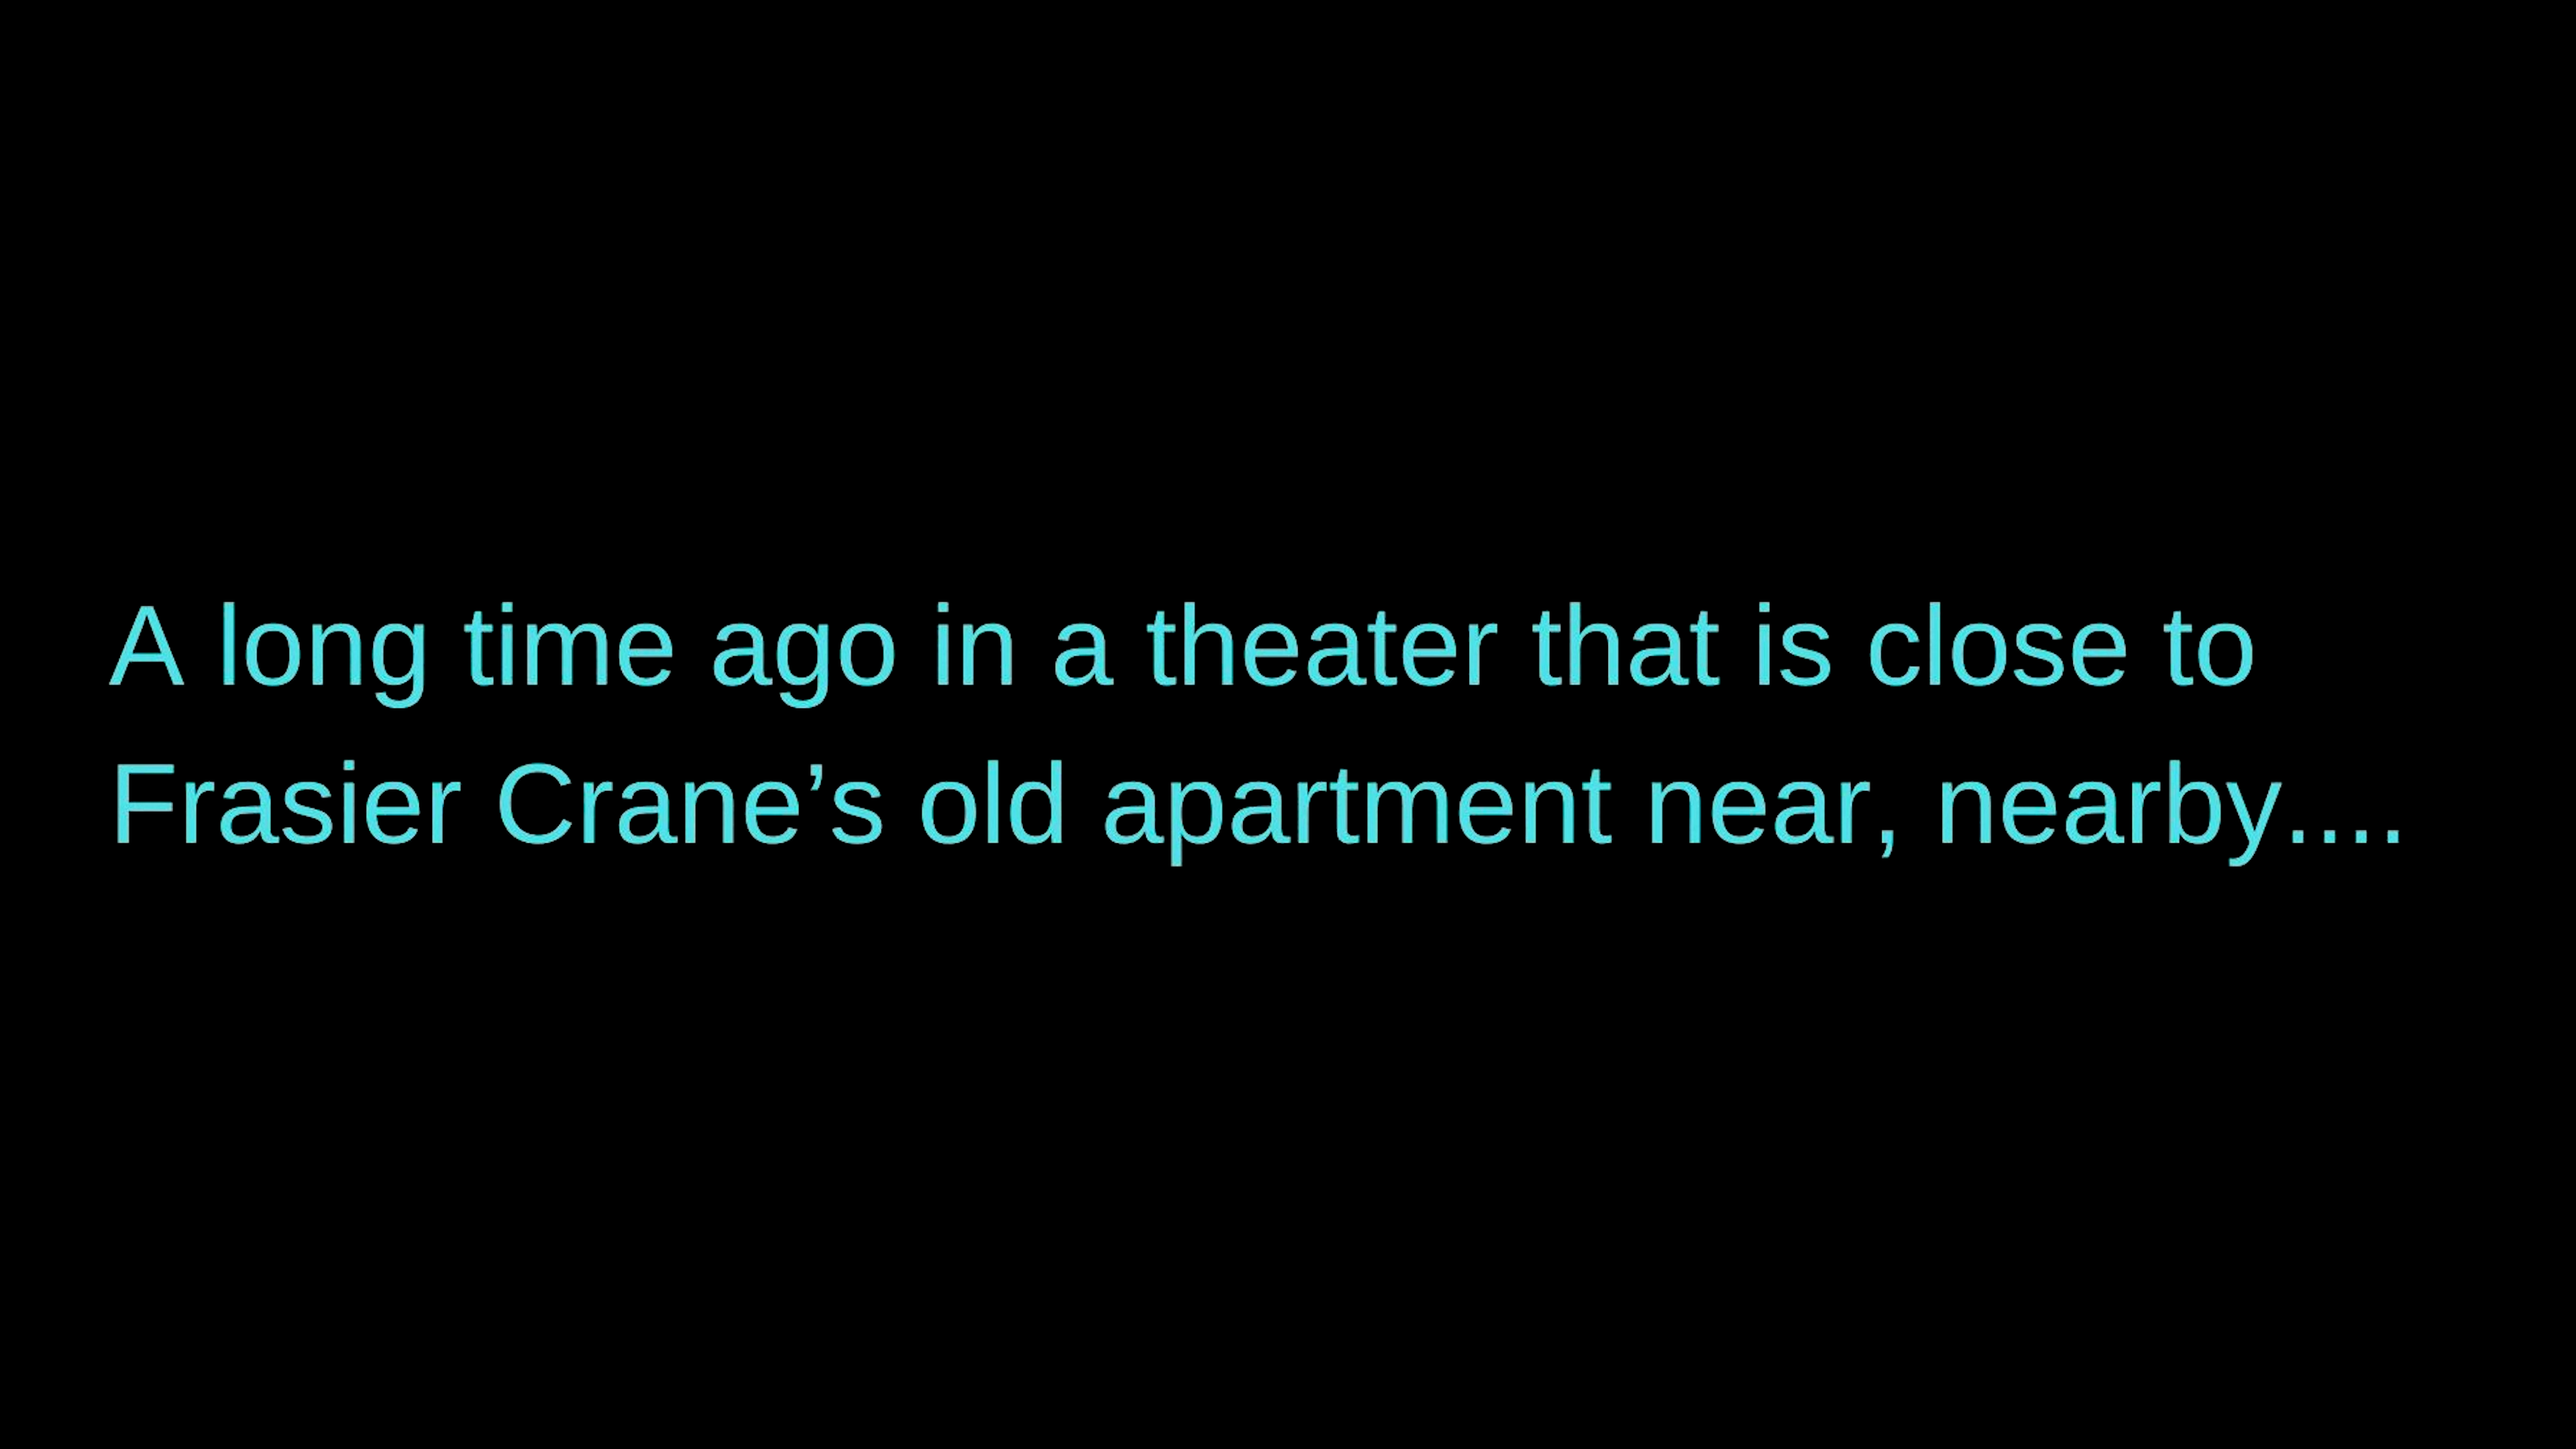 A long time ago in a theater that is close to
Frasier Crane’s old apartment near, nearby....